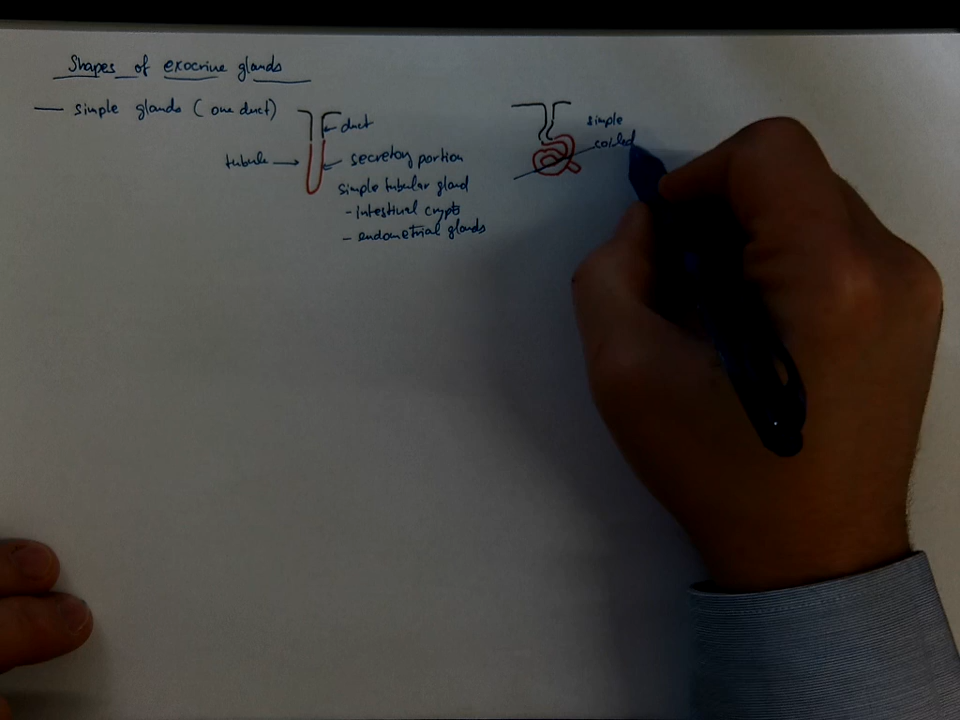 Shapes of exocrine glands
— simple glands (one duct)
duct
tubule →
secretory portion
simple tubular gland
- intestinal crypts
- endometrial glands
simple
coiled